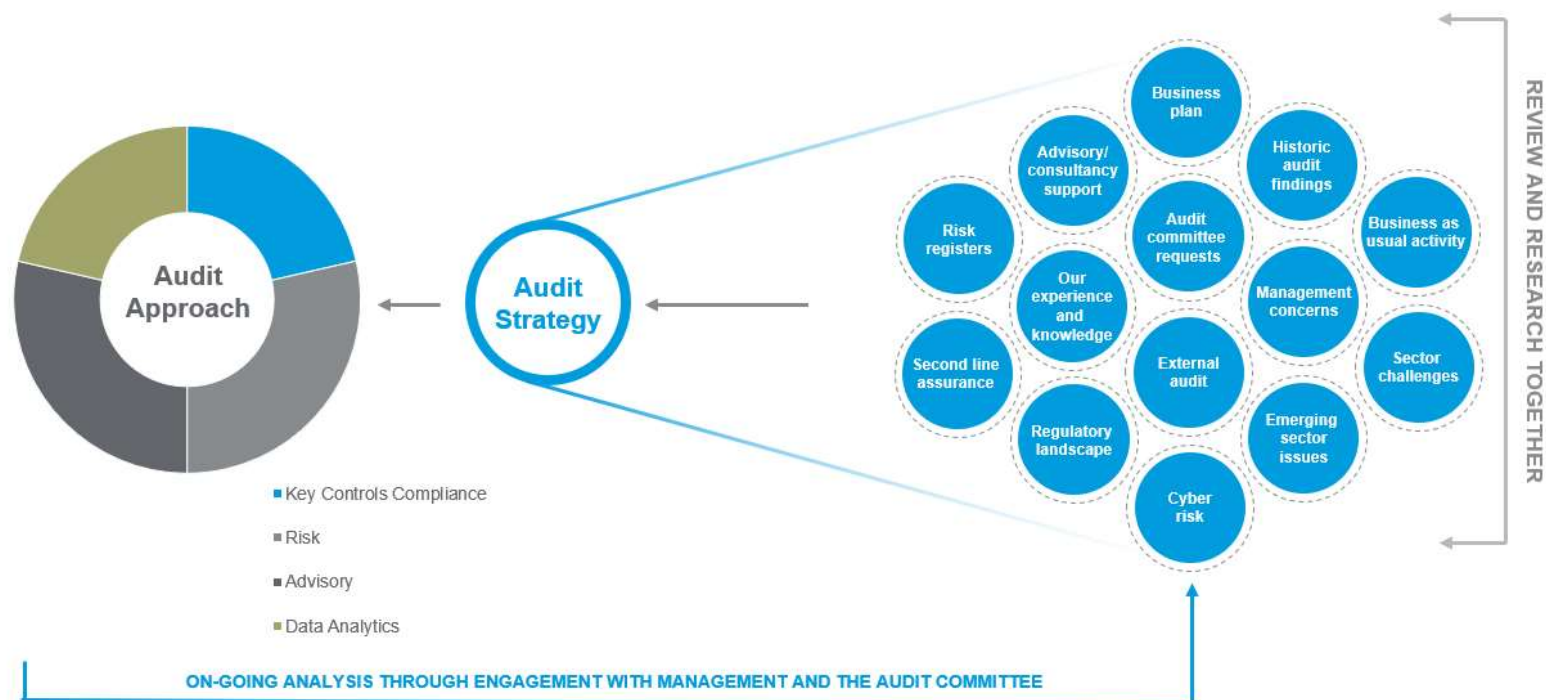 Audit
Approach
Key Controls Compliance
Risk
Advisory
Data Analytics
Audit
Strategy
Business
plan
Advisory/
consultancy
support
Historic
audit
findings
Risk
registers
Audit
committee
requests
Business as
usual activity
Our
experience
and
knowledge
Management
concerns
Second line
assurance
External
audit
Sector
challenges
Regulatory
landscape
Emerging
sector
issues
Cyber
risk
REVIEW AND RESEARCH TOGETHER
ON-GOING ANALYSIS THROUGH ENGAGEMENT WITH MANAGEMENT AND THE AUDIT COMMITTEE